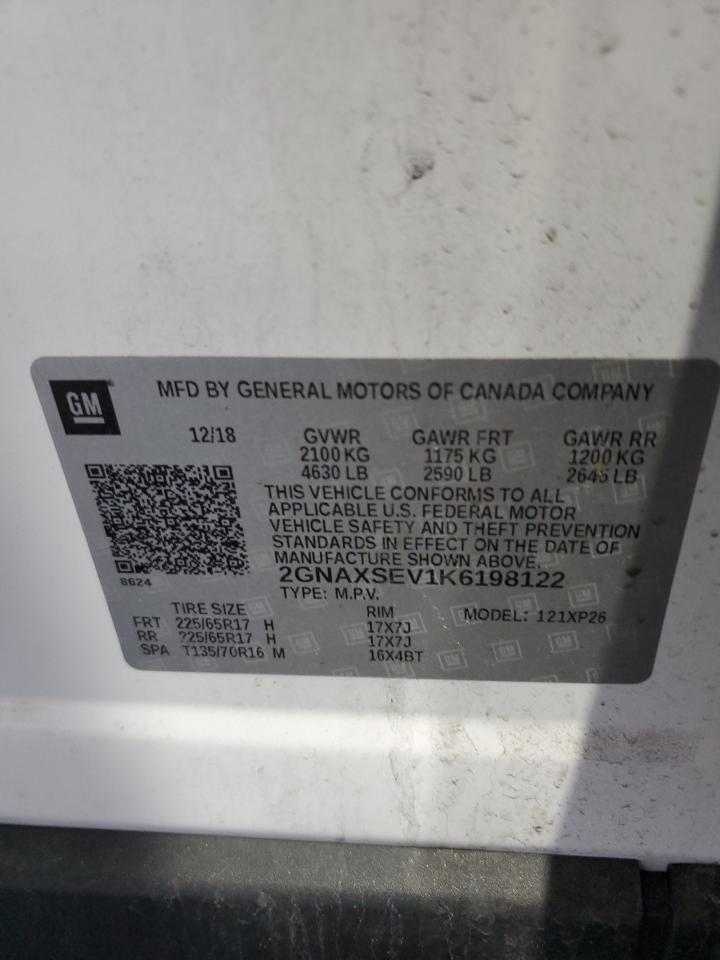 GM
MFD BY GENERAL MOTORS OF CANADA COMPANY
12/18 GVWR GAWR FRT GAWR RR
2100 KG 1175 KG 1200 KG
4630 LB 2590 LB 2645 LB
THIS VEHICLE CONFORMS TO ALL
APPLICABLE U.S. FEDERAL MOTOR
VEHICLE SAFETY AND THEFT PREVENTION
STANDARDS IN EFFECT ON THE DATE OF
MANUFACTURE SHOWN ABOVE.
8624 2GNAXSEV1K6198122
TYPE: M.P.V.
TIRE SIZE RIM MODEL: 121XP26
FRT 225/65R17 H 17X7J
RR 225/65R17 H 17X7J
SPA T135/70R16 M 16X4BT